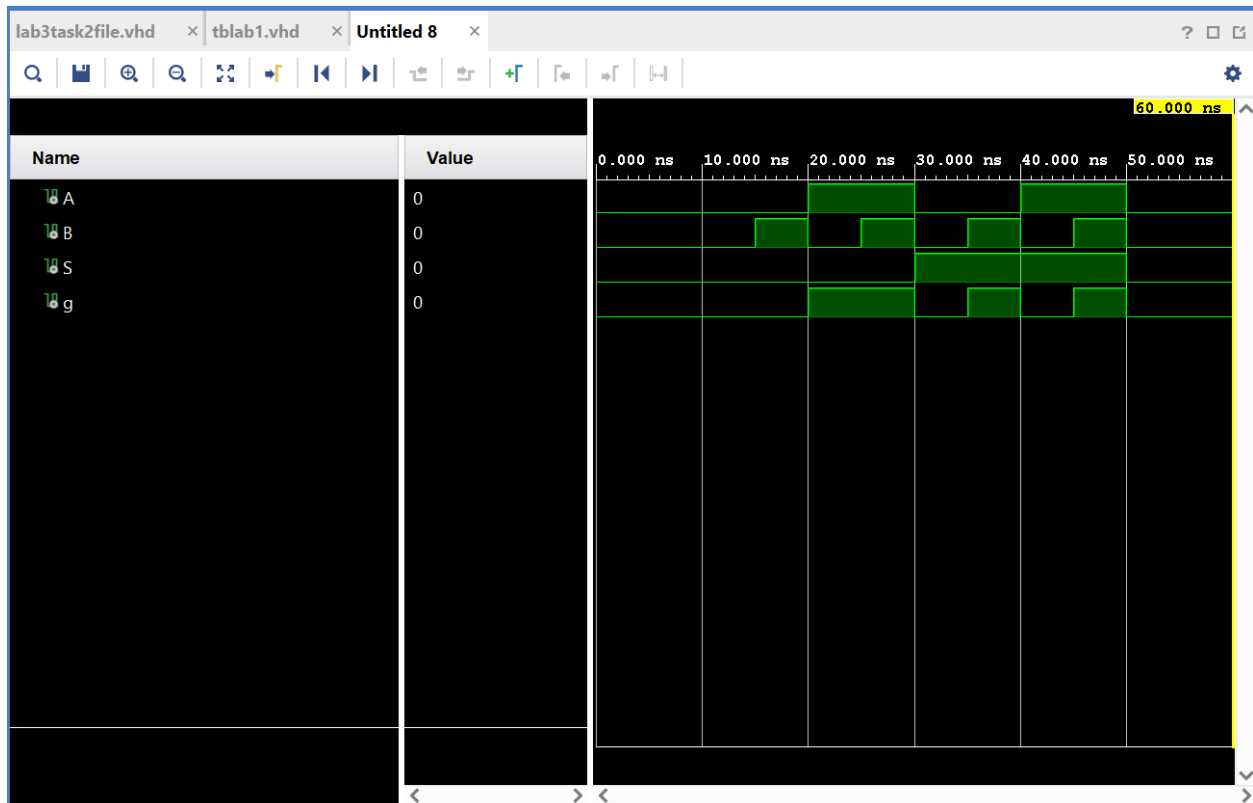 lab3task2file.vhd × tblab1.vhd × Untitled 8 × ?
60.000 ns
Name Value 0.000 ns 10.000 ns 20.000 ns 30.000 ns 40.000 ns 50.000 ns
A 0
B 0
S 0
g 0